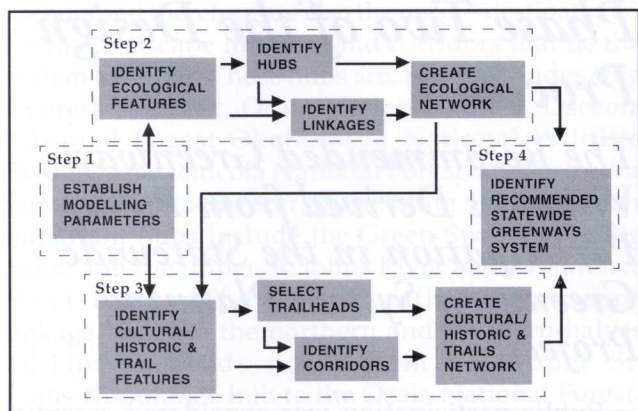 Step 2
IDENTIFY
ECOLOGICAL
FEATURES
IDENTIFY
HUBS
IDENTIFY
LINKAGES
CREATE
ECOLOGICAL
NETWORK
Step 1
ESTABLISH
MODELLING
PARAMETERS
Step 4
IDENTIFY
RECOMMENDED
STATEWIDE
GREENWAYS
SYSTEM
Step 3
IDENTIFY
CULTURAL/
HISTORIC &
TRAIL
FEATURES
SELECT
TRAILHEADS
IDENTIFY
CORRIDORS
CREATE
CURTURAL/
HISTORIC &
TRAILS
NETWORK